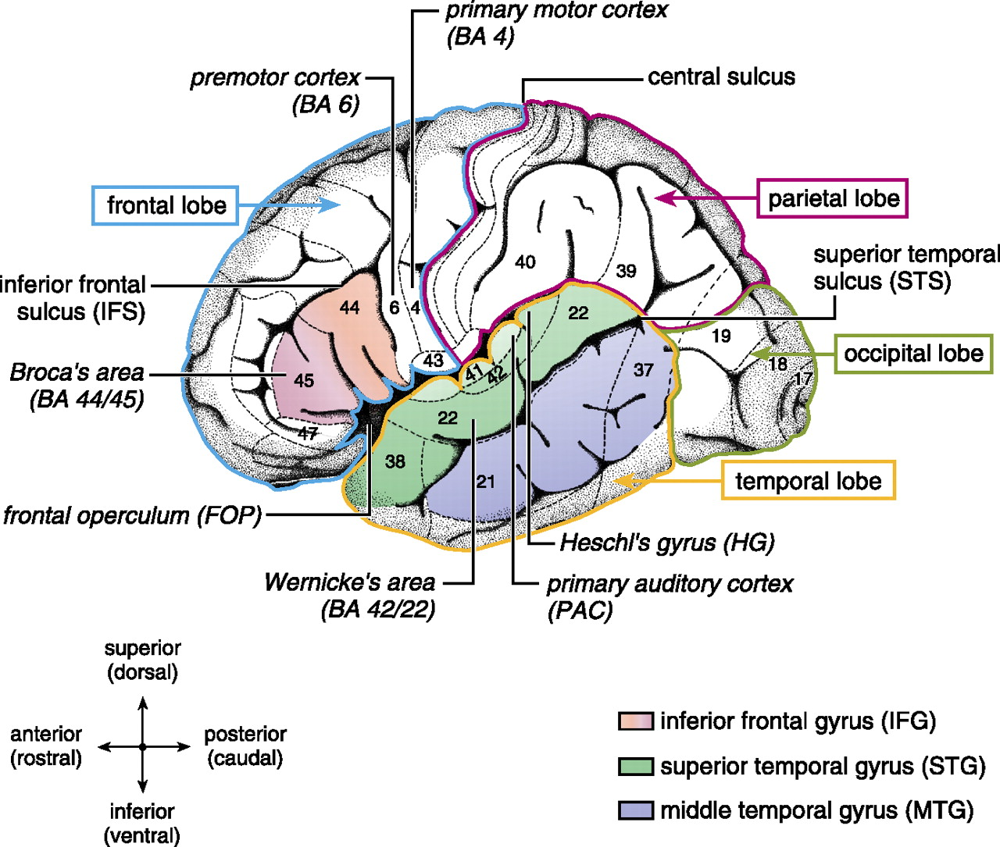 primary motor cortex
(BA 4)
premotor cortex
(BA 6)
central sulcus
frontal lobe
parietal lobe
superior temporal
sulcus (STS)
inferior frontal
sulcus (IFS)
40
39
44
6
4
22
19
Broca's area
(BA 44/45)
45
43
41
42
37
18
17
occipital lobe
47
22
38
21
temporal lobe
frontal operculum (FOP)
Heschl's gyrus (HG)
Wernicke's area
(BA 42/22)
primary auditory cortex
(PAC)
superior
(dorsal)
anterior
(rostral)
posterior
(caudal)
inferior
(ventral)
inferior frontal gyrus (IFG)
superior temporal gyrus (STG)
middle temporal gyrus (MTG)